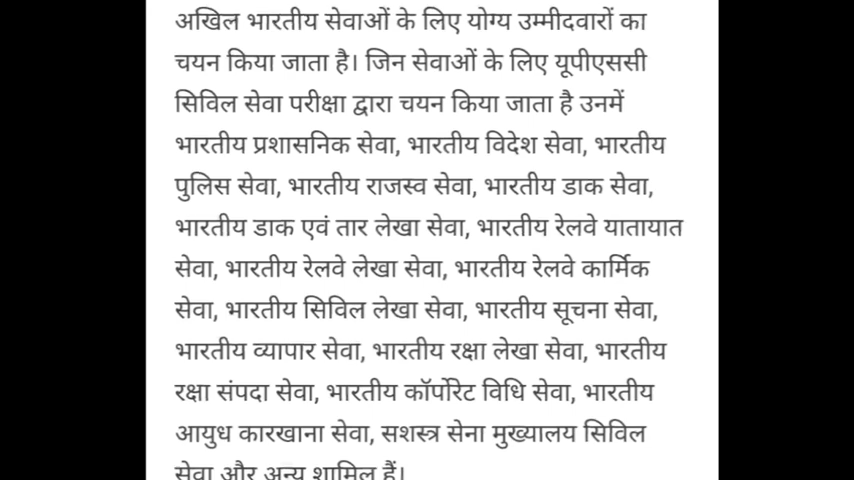 अखिल भारतीय सेवाओं के लिए योग्य उम्मीदवारों का
चयन किया जाता है। जिन सेवाओं के लिए यूपीएससी
सिविल सेवा परीक्षा द्वारा चयन किया जाता है उनमें
भारतीय प्रशासनिक सेवा, भारतीय विदेश सेवा, भारतीय
पुलिस सेवा, भारतीय राजस्व सेवा, भारतीय डाक सेवा,
भारतीय डाक एवं तार लेखा सेवा, भारतीय रेलवे यातायात
सेवा, भारतीय रेलवे लेखा सेवा, भारतीय रेलवे कार्मिक
सेवा, भारतीय सिविल लेखा सेवा, भारतीय सूचना सेवा,
भारतीय व्यापार सेवा, भारतीय रक्षा लेखा सेवा, भारतीय
रक्षा संपदा सेवा, भारतीय कॉर्पोरेट विधि सेवा, भारतीय
आयुध कारखाना सेवा, सशस्त्र सेना मुख्यालय सिविल
सेवा और अन्य शामिल हैं।